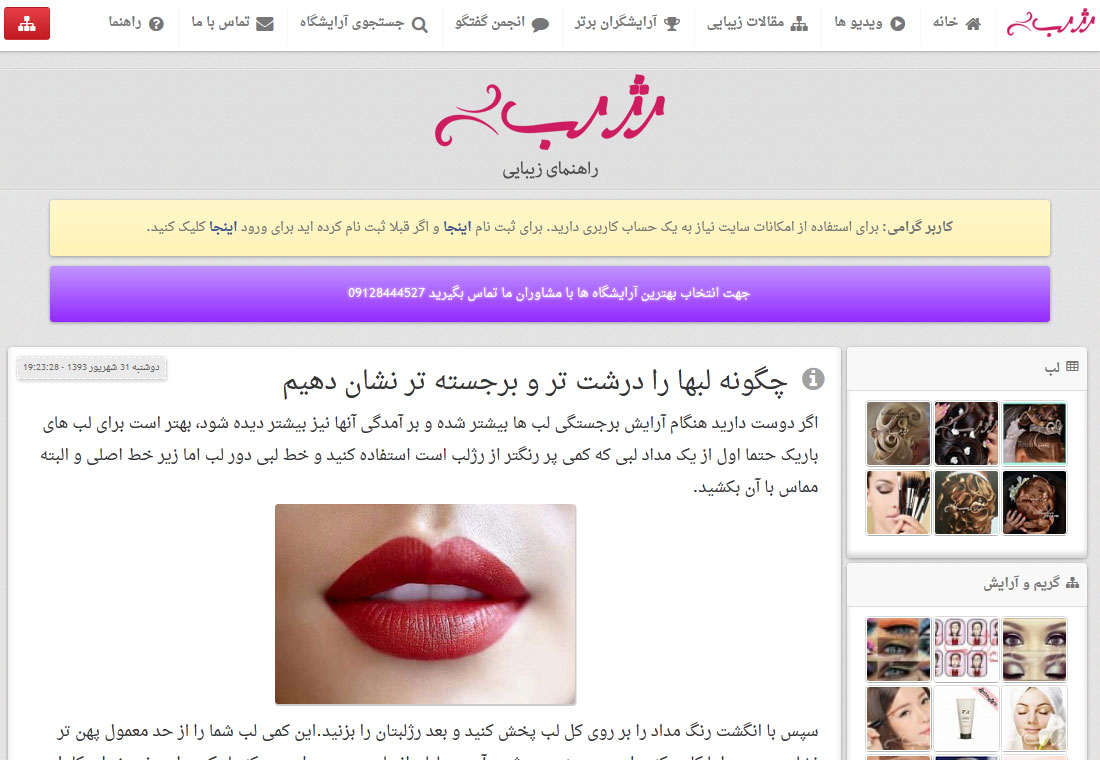 رژ لب
خانه
ویدیو ها
مقالات زیبایی
آرایشگران برتر
انجمن گفتگو
جستجوی آرایشگاه
تماس با ما
راهنما
رژ لب
راهنمای زیبایی
کاربر گرامی: برای استفاده از امکانات سایت نیاز به یک حساب کاربری دارید. برای ثبت نام اینجا و اگر قبلا ثبت نام کرده اید برای ورود اینجا کلیک کنید.
جهت انتخاب بهترین آرایشگاه ها با مشاوران ما تماس بگیرید 09128444527
لب
گریم و آرایش
دوشنبه 31 شهریور 1393 - 19:23:28
چگونه لبها را درشت تر و برجسته تر نشان دهیم
اگر دوست دارید هنگام آرایش برجستگی لب ها بیشتر شده و بر آمدگی آنها نیز بیشتر دیده شود، بهتر است برای لب های
باریک حتما اول از یک مداد لبی که کمی پر رنگتر از رژلب است استفاده کنید و خط لبی دور لب اما زیر خط اصلی و البته
مماس با آن بکشید.
سپس با انگشت رنگ مداد را بر روی کل لب پخش کنید و بعد رژلبتان را بزنید.این کمی لب شما را از حد معمول پهن تر